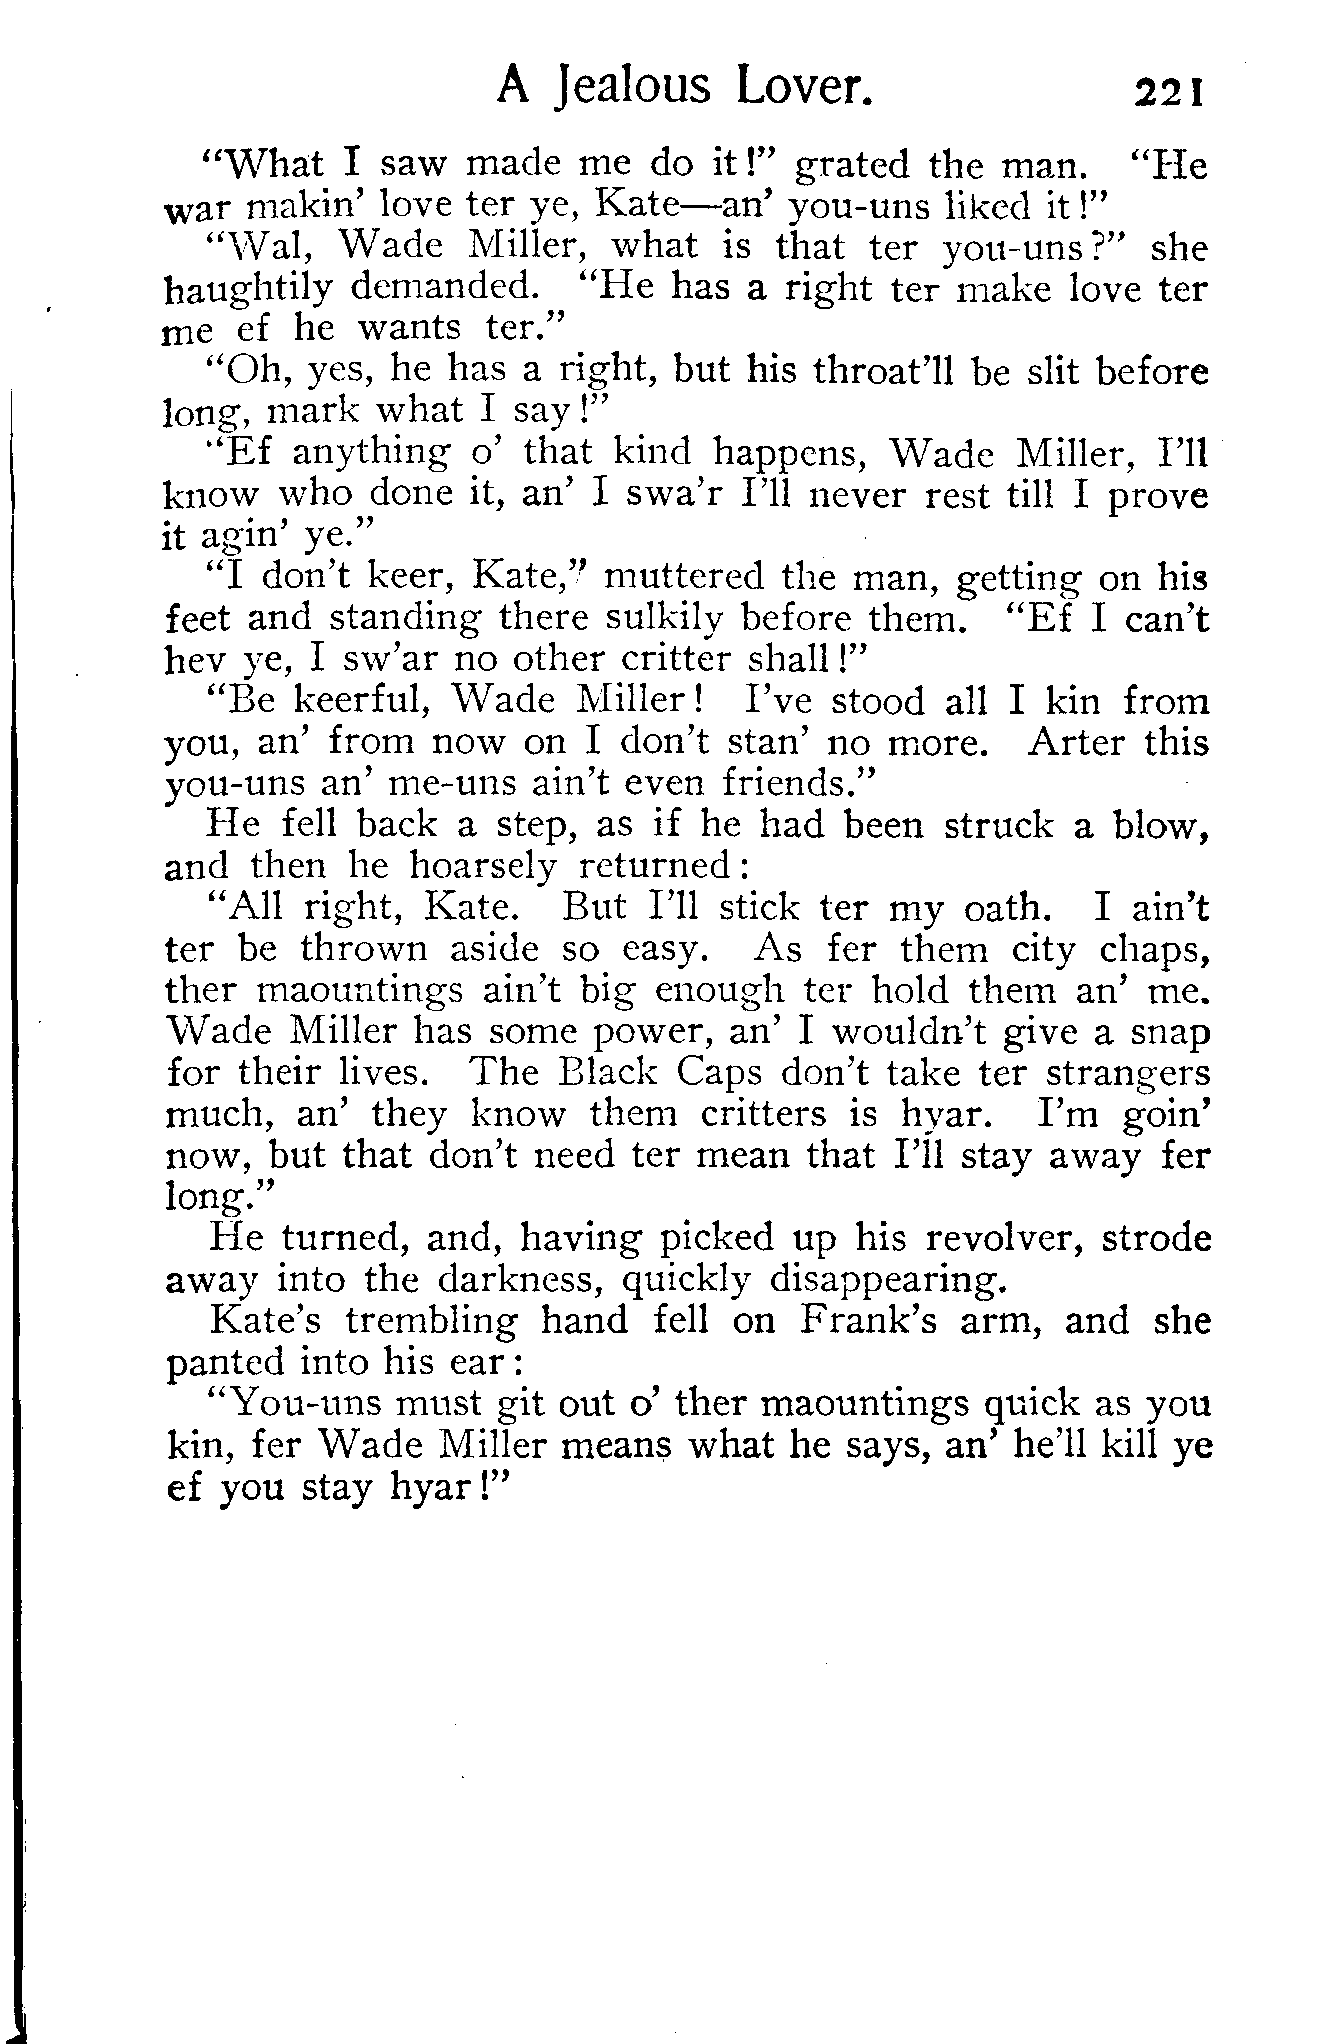 A Jealous Lover. 221
"What I saw made me do it!" grated the man. "He
war makin' love ter ye, Kate—an' you-uns liked it!"
"Wal, Wade Miller, what is that ter you-uns?" she
haughtily demanded. "He has a right ter make love ter
me ef he wants ter."
"Oh, yes, he has a right, but his throat'll be slit before
long, mark what I say!"
"Ef anything o' that kind happens, Wade Miller, I'll
know who done it, an' I swa'r I'll never rest till I prove
it agin' ye."
"I don't keer, Kate," muttered the man, getting on his
feet and standing there sulkily before them. "Ef I can't
hev ye, I sw'ar no other critter shall!"
"Be keerful, Wade Miller! I've stood all I kin from
you, an' from now on I don't stan' no more. Arter this
you-uns an' me-uns ain't even friends."
He fell back a step, as if he had been struck a blow,
and then he hoarsely returned:
"All right, Kate. But I'll stick ter my oath. I ain't
ter be thrown aside so easy. As fer them city chaps,
ther maountings ain't big enough ter hold them an' me.
Wade Miller has some power, an' I wouldn't give a snap
for their lives. The Black Caps don't take ter strangers
much, an' they know them critters is hyar. I'm goin'
now, but that don't need ter mean that I'll stay away fer
long."
He turned, and, having picked up his revolver, strode
away into the darkness, quickly disappearing.
Kate's trembling hand fell on Frank's arm, and she
panted into his ear:
"You-uns must git out o' ther maountings quick as you
kin, fer Wade Miller means what he says, an' he'll kill ye
ef you stay hyar!"